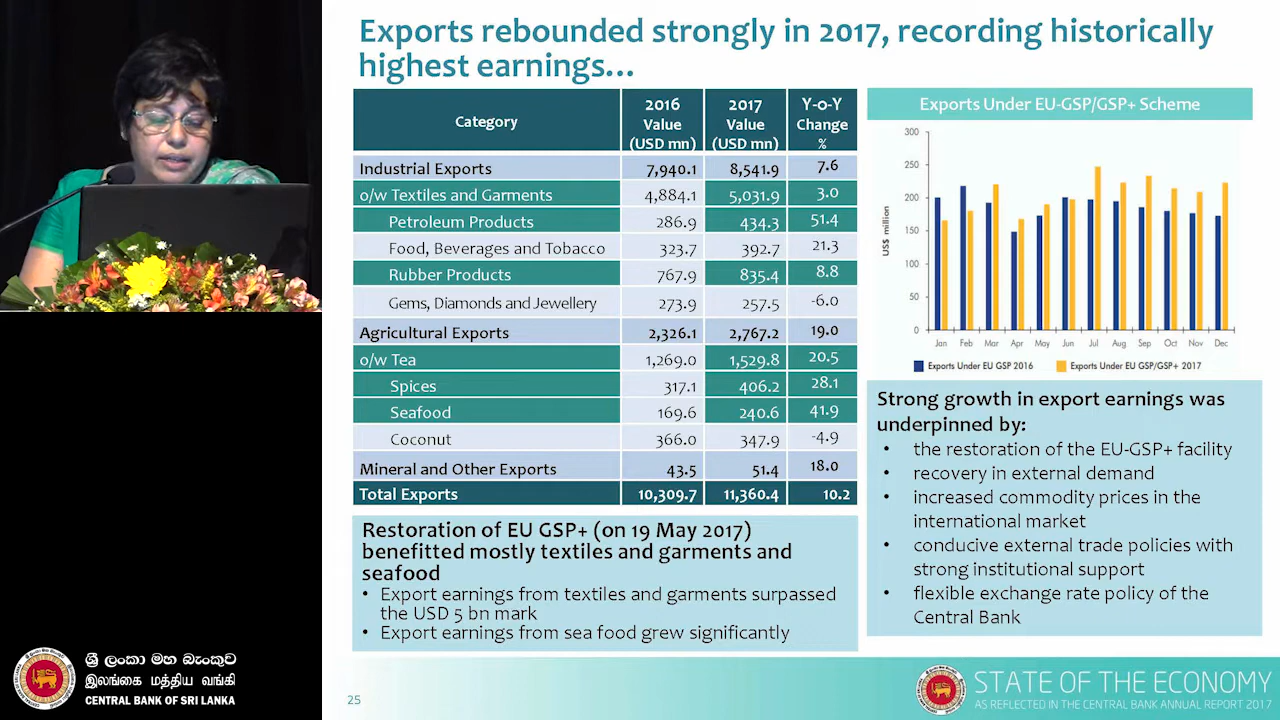 Exports rebounded strongly in 2017, recording historically
highest earnings...
Category 2016 Value (USD mn) 2017 Value (USD mn) Y-o-Y Change %
Industrial Exports 7,940.1 8,541.9 7.6
o/w Textiles and Garments 4,884.1 5,031.9 3.0
Petroleum Products 286.9 434.3 51.4
Food, Beverages and Tobacco 323.7 392.7 21.3
Rubber Products 767.9 835.4 8.8
Gems, Diamonds and Jewellery 273.9 257.5 -6.0
Agricultural Exports 2,326.1 2,767.2 19.0
o/w Tea 1,269.0 1,529.8 20.5
Spices 317.1 406.2 28.1
Seafood 169.6 240.6 41.9
Coconut 366.0 347.9 -4.9
Mineral and Other Exports 43.5 51.4 18.0
Total Exports 10,309.7 11,360.4 10.2
Restoration of EU GSP+ (on 19 May 2017)
benefitted mostly textiles and garments and
seafood
• Export earnings from textiles and garments surpassed
the USD 5 bn mark
• Export earnings from sea food grew significantly
Exports Under EU-GSP/GSP+ Scheme
US$ million
300
250
200
150
100
50
0
Jan Feb Mar Apr May Jun Jul Aug Sep Oct Nov Dec
Exports Under EU GSP 2016 Exports Under EU GSP/GSP+ 2017
Strong growth in export earnings was
underpinned by:
• the restoration of the EU-GSP+ facility
• recovery in external demand
• increased commodity prices in the
international market
• conducive external trade policies with
strong institutional support
• flexible exchange rate policy of the
Central Bank
ශ්‍රී ලංකා මහ බැංකුව
இலங்கை மத்திய வங்கி
CENTRAL BANK OF SRI LANKA
25
STATE OF THE ECONOMY
AS REFLECTED IN THE CENTRAL BANK ANNUAL REPORT 2017